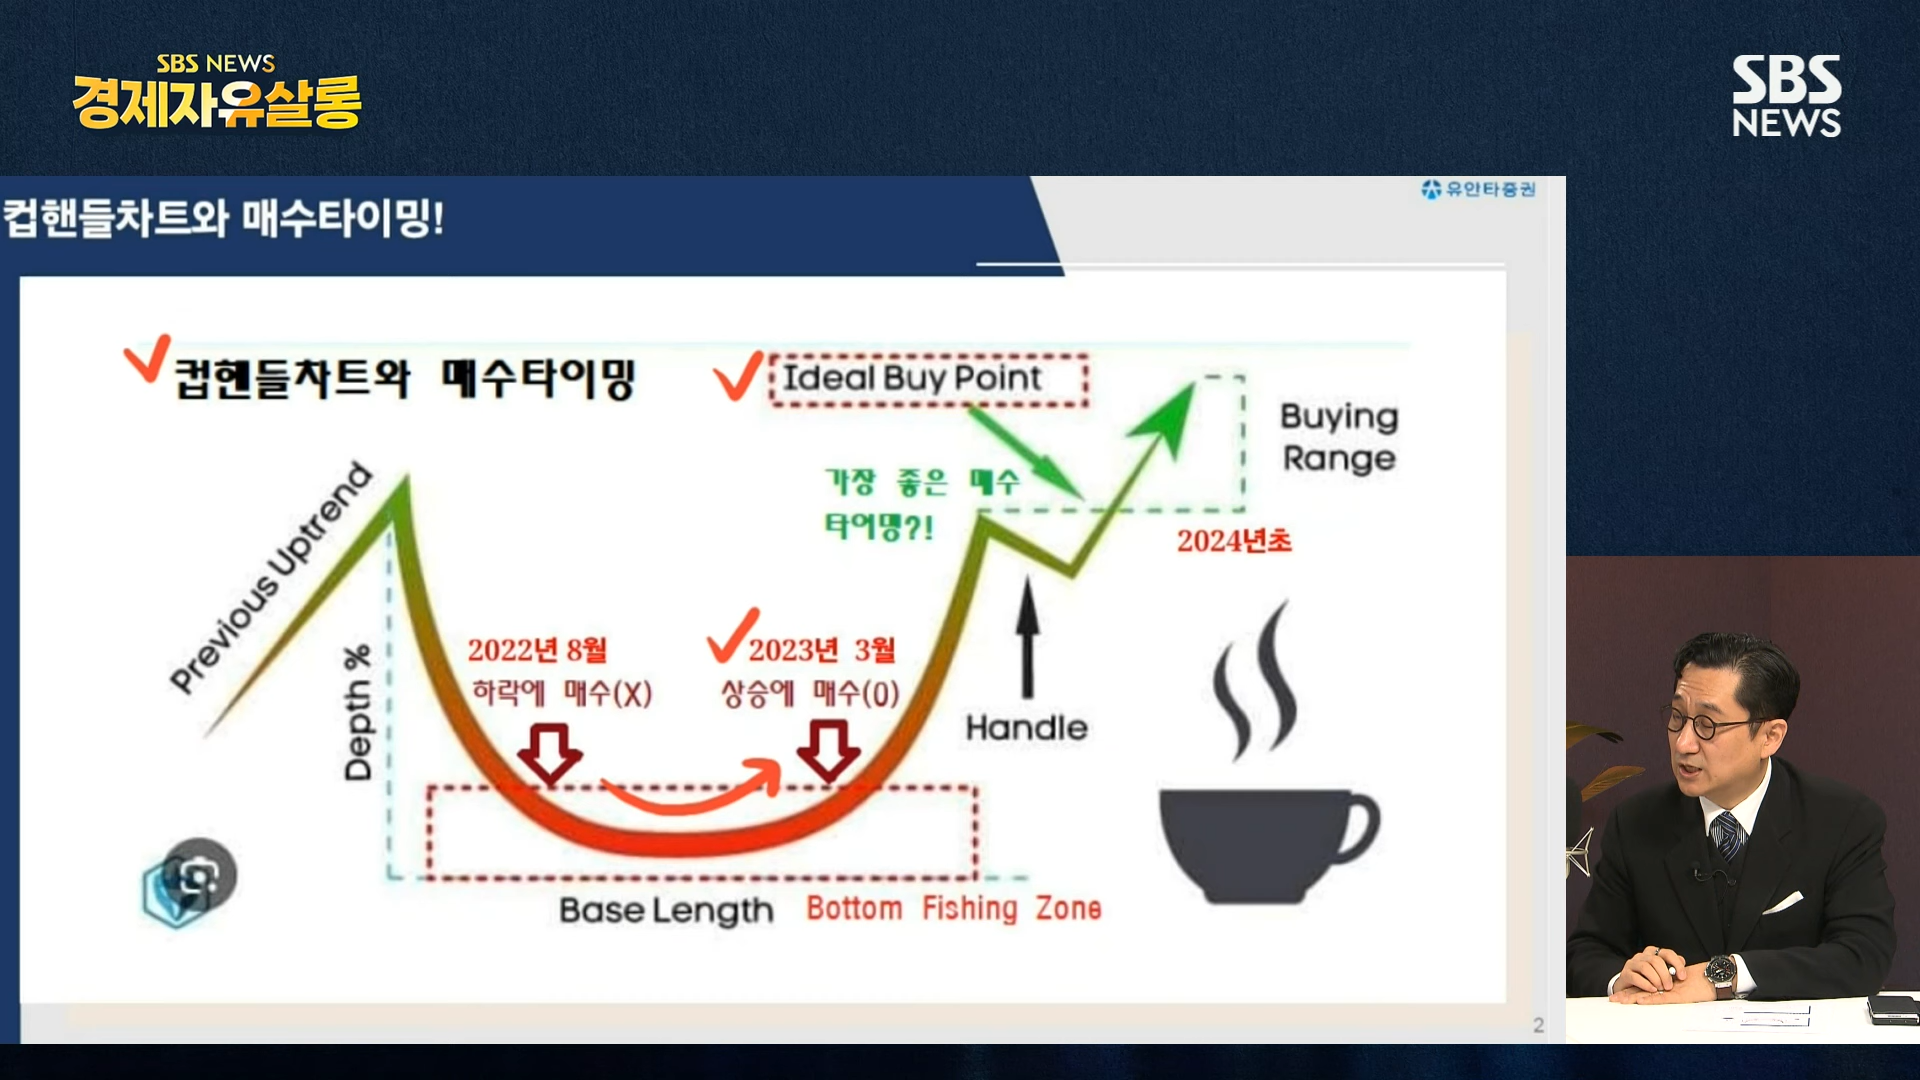 SBS NEWS
경제자유살롱
SBS
NEWS
컵핸들차트와 매수타이밍!
유안타증권
컵핸들차트와 매수타이밍
Ideal Buy Point
Buying
Range
가장 좋은 매수
타이밍?!
Previous Uptrend
2024년초
2022년 8월
하락에 매수(X)
2023년 3월
상승에 매수(0)
Depth %
Handle
Base Length
Bottom Fishing Zone
2